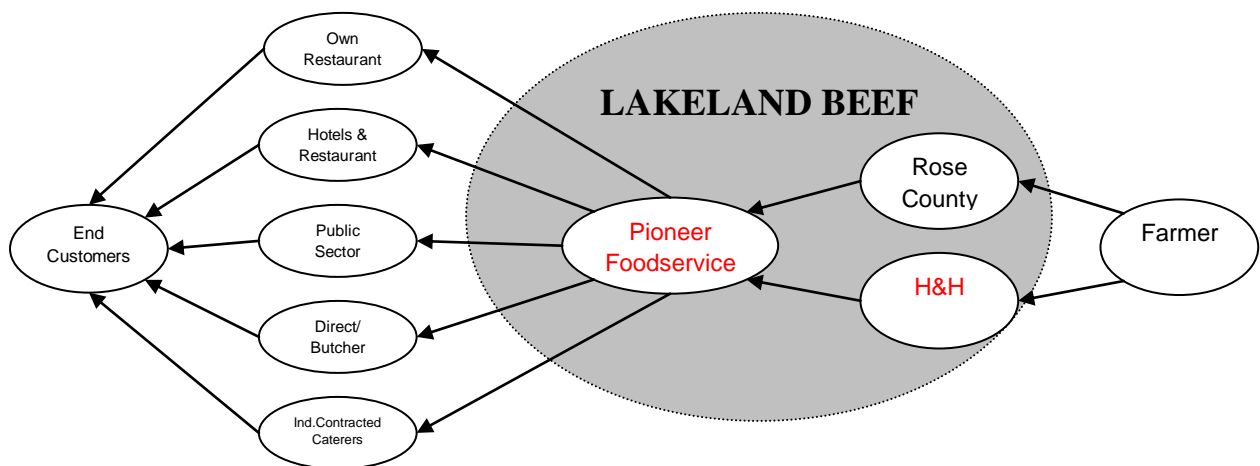 Own
Restaurant
LAKELAND BEEF
Hotels &
Restaurant
Rose
County
End
Customers
Public
Sector
Pioneer
Foodservice
Farmer
H&H
Direct/
Butcher
Ind.Contracted
Caterers